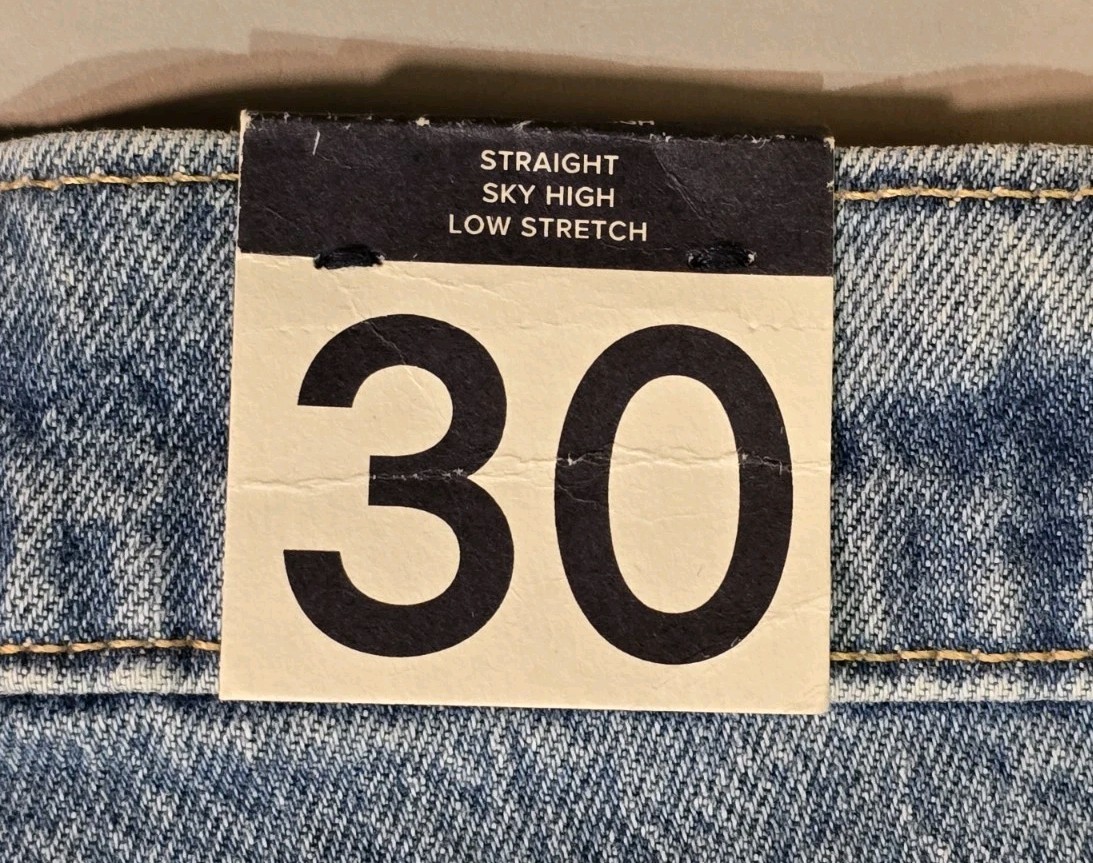 STRAIGHT
SKY HIGH
LOW STRETCH
30